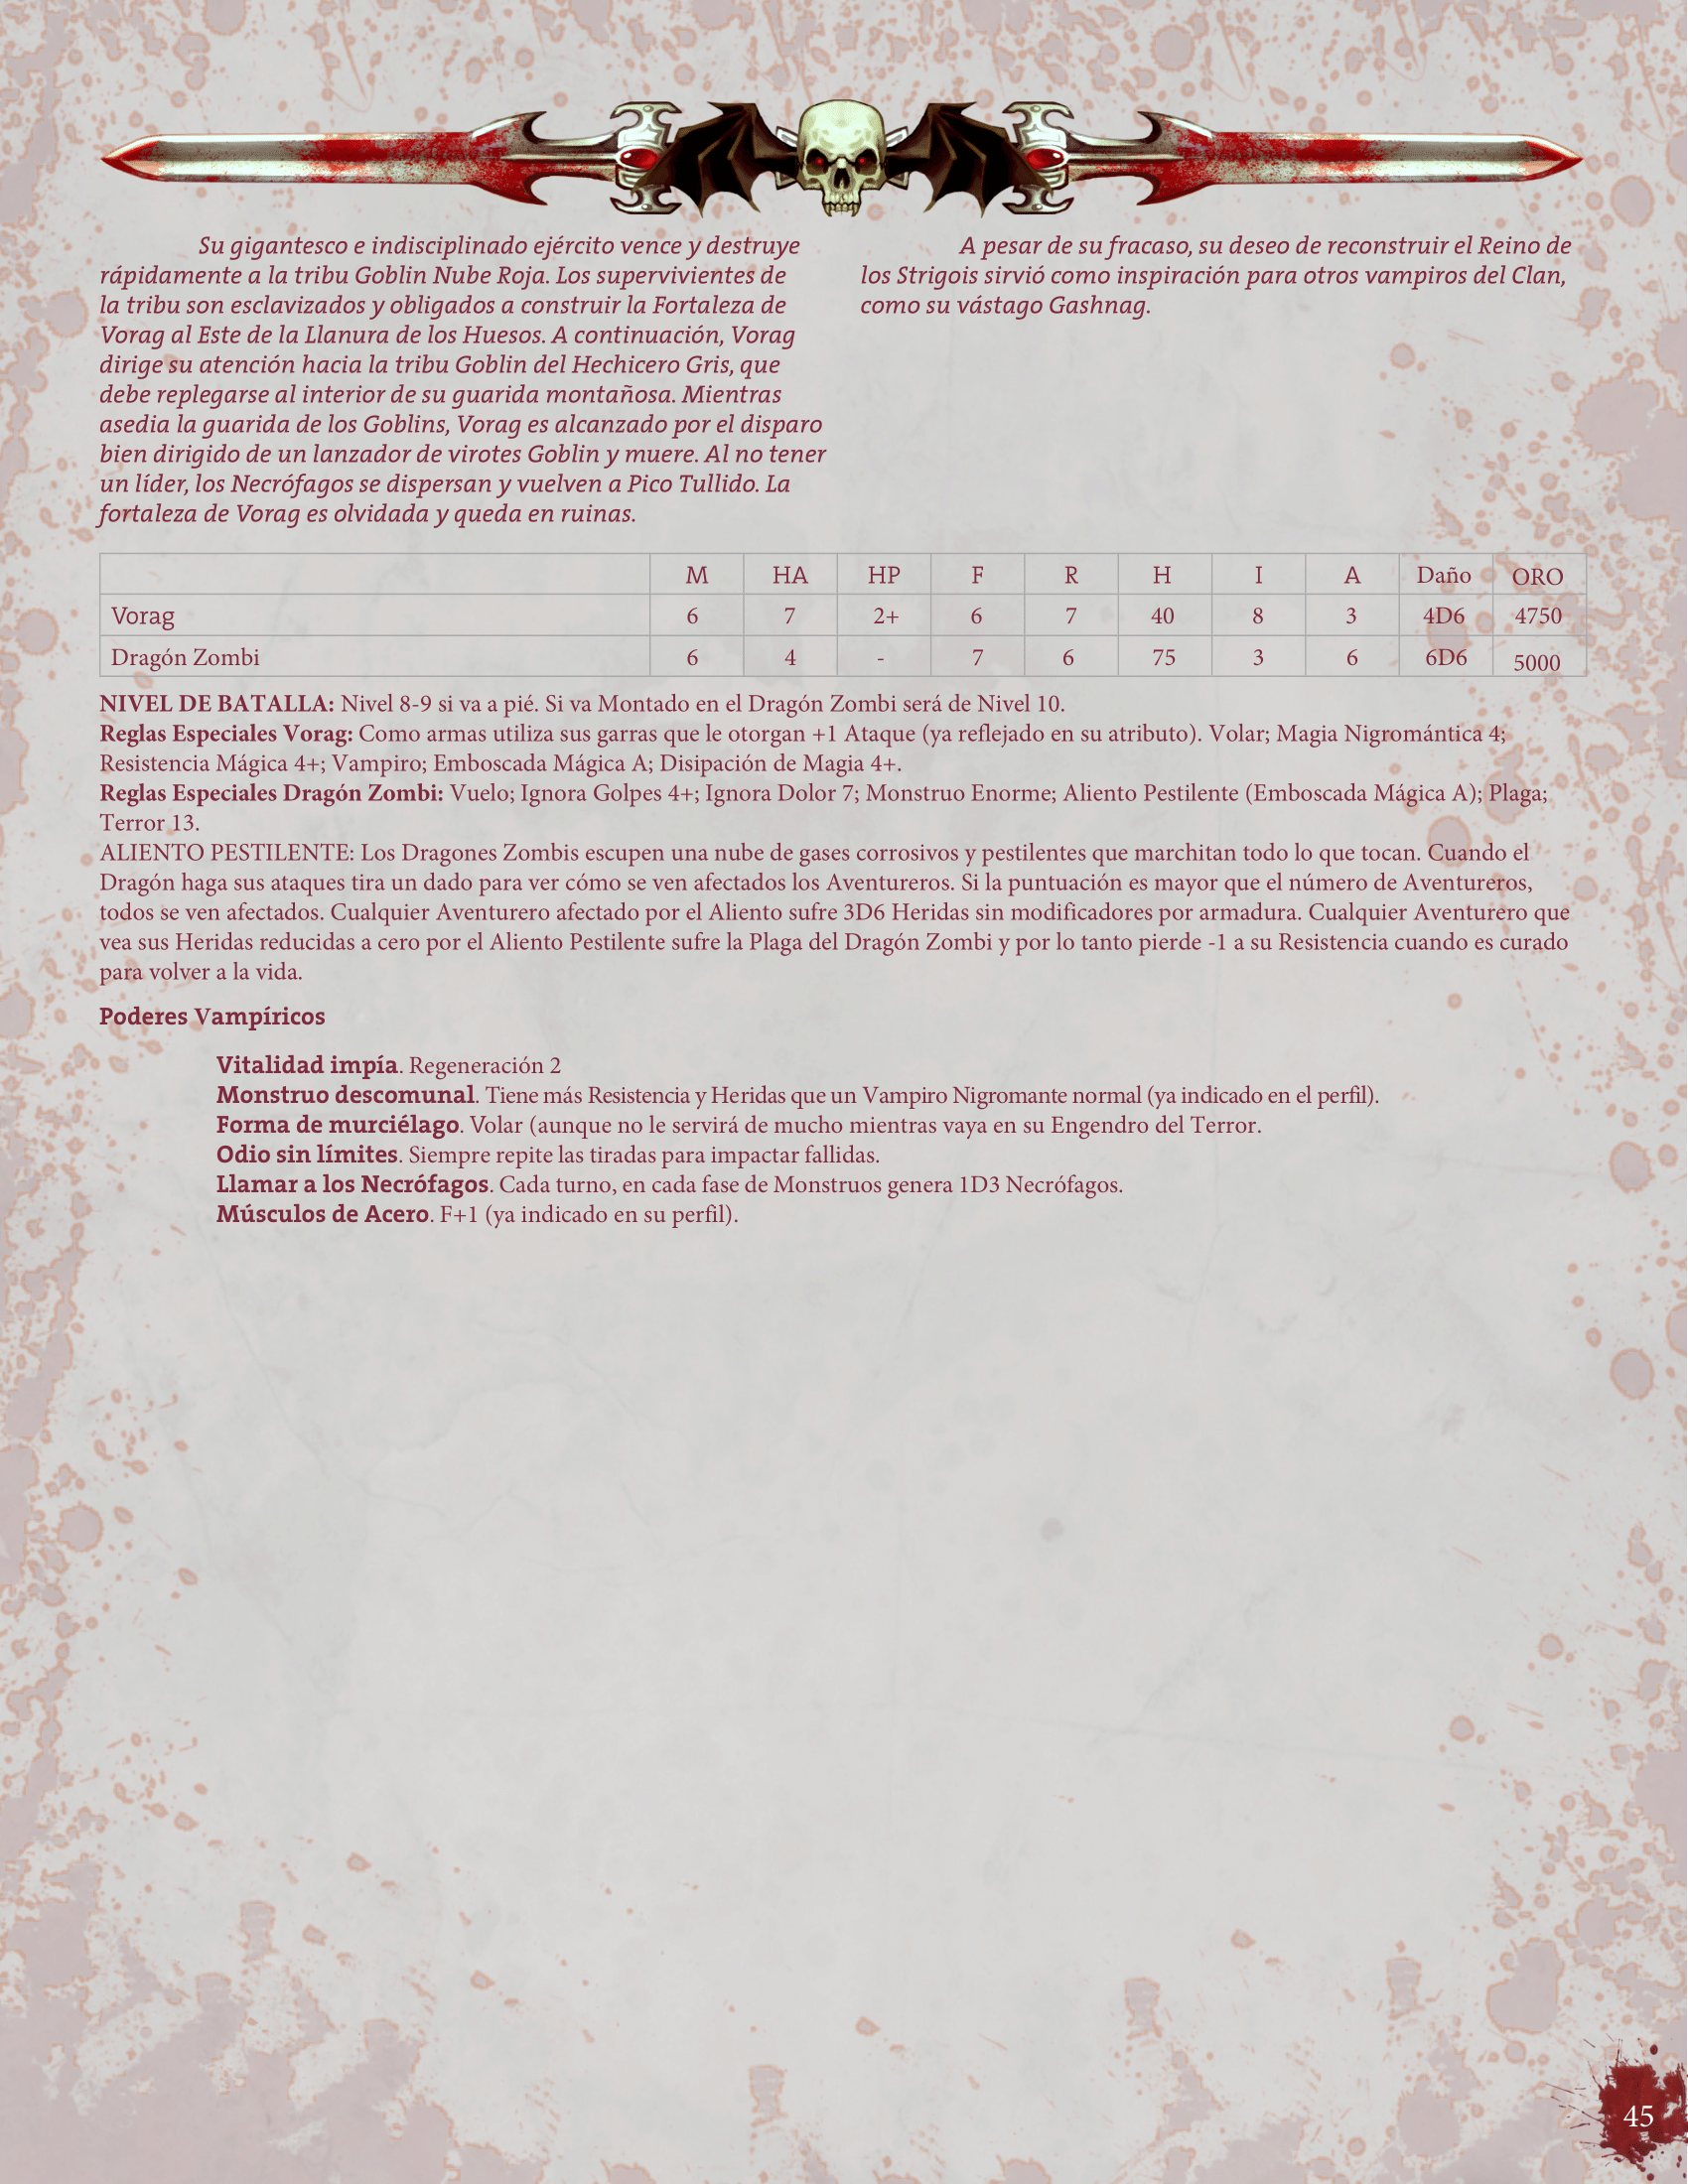 Su gigantesco e indisciplinado ejército vence y destruye
rápidamente a la tribu Goblin Nube Roja. Los supervivientes de
la tribu son esclavizados y obligados a construir la Fortaleza de
Vorag al Este de la Llanura de los Huesos. A continuación, Vorag
dirige su atención hacia la tribu Goblin del Hechicero Gris, que
debe replegarse al interior de su guarida montañosa. Mientras
asedia la guarida de los Goblins, Vorag es alcanzado por el disparo
bien dirigido de un lanzador de virotes Goblin y muere. Al no tener
un líder, los Necrófagos se dispersan y vuelven a Pico Tullido. La
fortaleza de Vorag es olvidada y queda en ruinas.
A pesar de su fracaso, su deseo de reconstruir el Reino de
los Strigois sirvió como inspiración para otros vampiros del Clan,
como su vástago Gashnag.
M HA HP F R H I A Daño ORO
Vorag 6 7 2+ 6 7 40 8 3 4D6 4750
Dragón Zombi 6 4 - 7 6 75 3 6 6D6 5000
NIVEL DE BATALLA: Nivel 8-9 si va a pié. Si va Montado en el Dragón Zombi será de Nivel 10.
Reglas Especiales Vorag: Como armas utiliza sus garras que le otorgan +1 Ataque (ya reflejado en su atributo). Volar; Magia Nigromántica 4;
Resistencia Mágica 4+; Vampiro; Emboscada Mágica A; Disipación de Magia 4+.
Reglas Especiales Dragón Zombi: Vuelo; Ignora Golpes 4+; Ignora Dolor 7; Monstruo Enorme; Aliento Pestilente (Emboscada Mágica A); Plaga;
Terror 13.
ALIENTO PESTILENTE: Los Dragones Zombis escupen una nube de gases corrosivos y pestilentes que marchitan todo lo que tocan. Cuando el
Dragón haga sus ataques tira un dado para ver cómo se ven afectados los Aventureros. Si la puntuación es mayor que el número de Aventureros,
todos se ven afectados. Cualquier Aventurero afectado por el Aliento sufre 3D6 Heridas sin modificadores por armadura. Cualquier Aventurero que
vea sus Heridas reducidas a cero por el Aliento Pestilente sufre la Plaga del Dragón Zombi y por lo tanto pierde -1 a su Resistencia cuando es curado
para volver a la vida.
Poderes Vampíricos
Vitalidad impía. Regeneración 2
Monstruo descomunal. Tiene más Resistencia y Heridas que un Vampiro Nigromante normal (ya indicado en el perfil).
Forma de murciélago. Volar (aunque no le servirá de mucho mientras vaya en su Engendro del Terror.
Odio sin límites. Siempre repite las tiradas para impactar fallidas.
Llamar a los Necrófagos. Cada turno, en cada fase de Monstruos genera 1D3 Necrófagos.
Músculos de Acero. F+1 (ya indicado en su perfil).
45